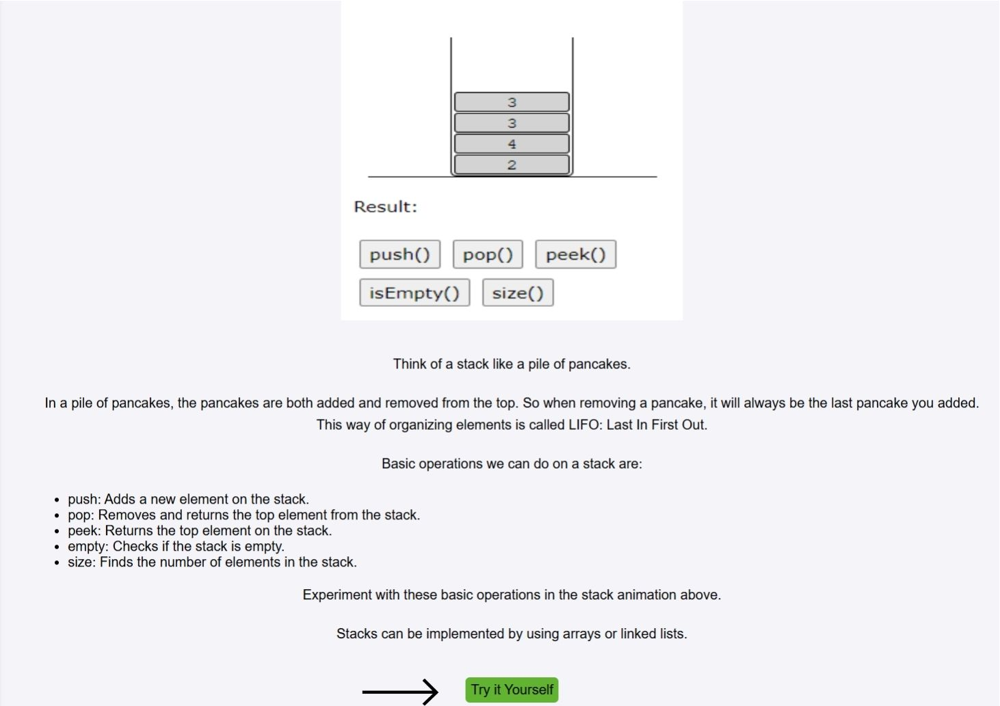 3
3
4
2
Result:
push() pop() peek()
isEmpty() size()
Think of a stack like a pile of pancakes.
In a pile of pancakes, the pancakes are both added and removed from the top. So when removing a pancake, it will always be the last pancake you added.
This way of organizing elements is called LIFO: Last In First Out.
Basic operations we can do on a stack are:
• push: Adds a new element on the stack.
• pop: Removes and returns the top element from the stack.
• peek: Returns the top element on the stack.
• empty: Checks if the stack is empty.
• size: Finds the number of elements in the stack.
Experiment with these basic operations in the stack animation above.
Stacks can be implemented by using arrays or linked lists.
Try it Yourself